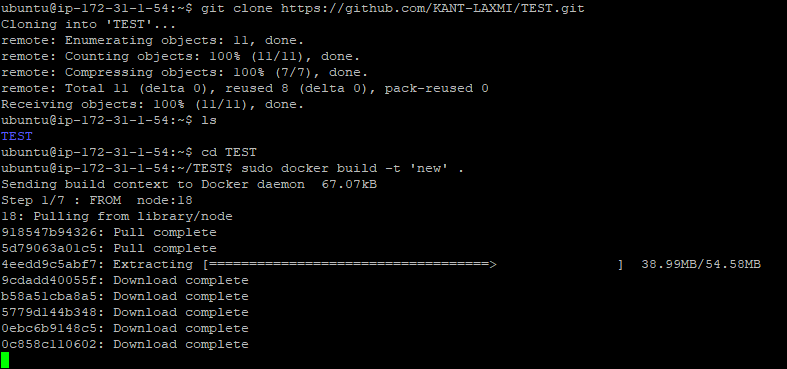 ubuntu@ip-172-31-1-54:~$ git clone https://github.com/KANT-LAXMI/TEST.git
Cloning into 'TEST'...
remote: Enumerating objects: 11, done.
remote: Counting objects: 100% (11/11), done.
remote: Compressing objects: 100% (7/7), done.
remote: Total 11 (delta 0), reused 8 (delta 0), pack-reused 0
Receiving objects: 100% (11/11), done.
ubuntu@ip-172-31-1-54:~$ ls
TEST
ubuntu@ip-172-31-1-54:~$ cd TEST
ubuntu@ip-172-31-1-54:~/TEST$ sudo docker build -t 'new' .
Sending build context to Docker daemon  67.07kB
Step 1/7 : FROM  node:18
18: Pulling from library/node
918547b94326: Pull complete
5d79063a01c5: Pull complete
4eedd9c5abf7: Extracting [===================================>               ]  38.99MB/54.58MB
9cdadd40055f: Download complete
b58a51cba8a5: Download complete
5779d144b348: Download complete
0ebc6b9148c5: Download complete
0c858c110602: Download complete